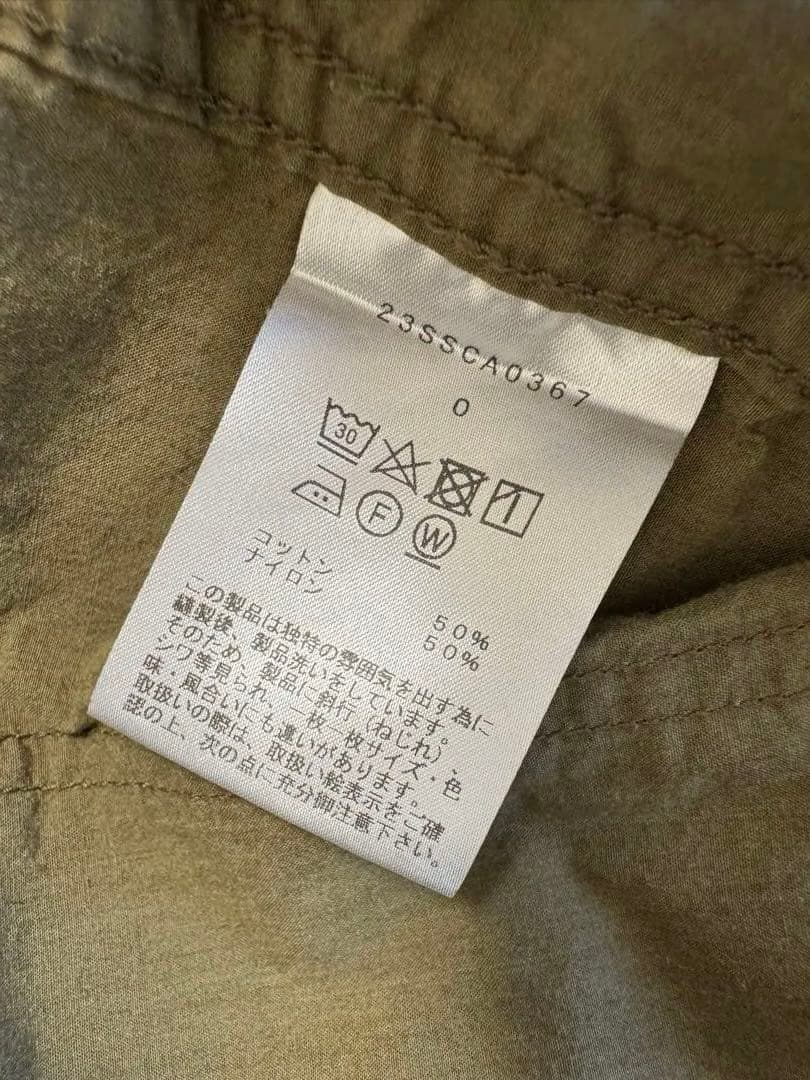 23SSCA0367
0
30
F
W
コットン 50%
ナイロン 50%
この製品は独特の雰囲気を出す為に
縫製後、製品洗いをしています。
そのため、製品に斜行（ねじれ）、
シワ等見られ、一枚一枚サイズ・色
味・風合いにも違いがあります。
取扱いの際は、取扱い絵表示をご確
認の上、次の点に充分御注意下さい。